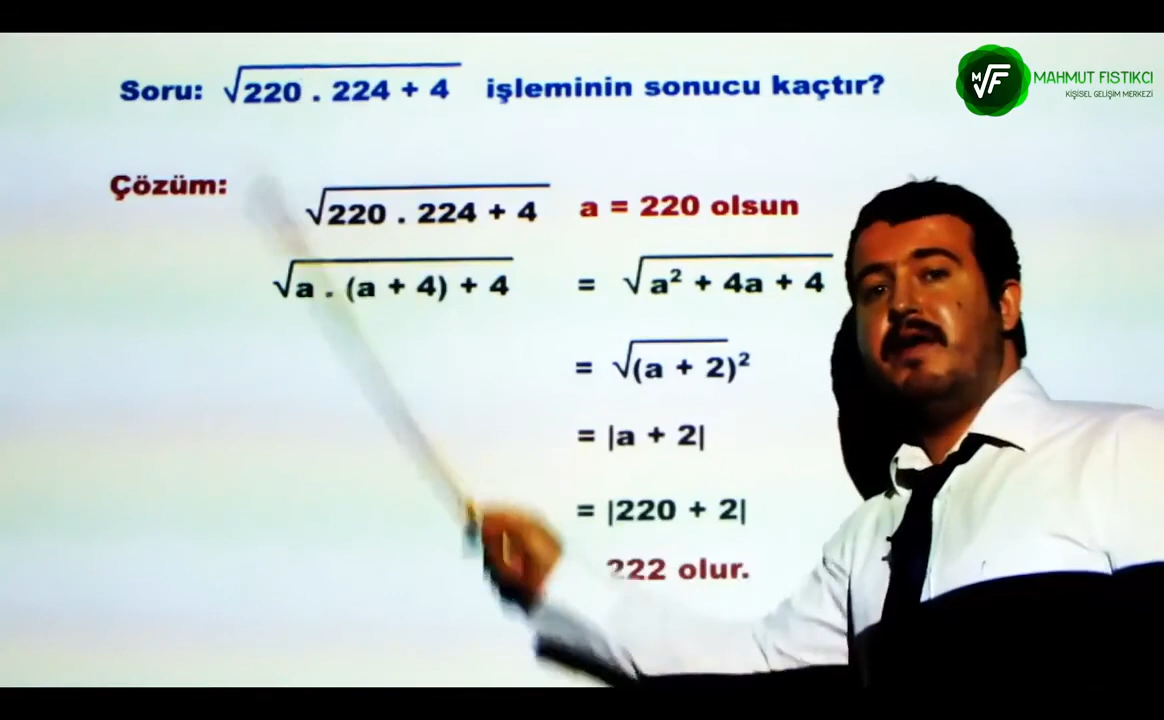 Soru: √220 . 224 + 4 işleminin sonucu kaçtır?
MVF
MAHMUT FISTIKCI
KİŞİSEL GELİŞİM MERKEZİ
Çözüm:
√220 . 224 + 4 a = 220 olsun
√a . (a + 4) + 4 = √a² + 4a + 4
= √(a + 2)²
= |a + 2|
= |220 + 2|
222 olur.